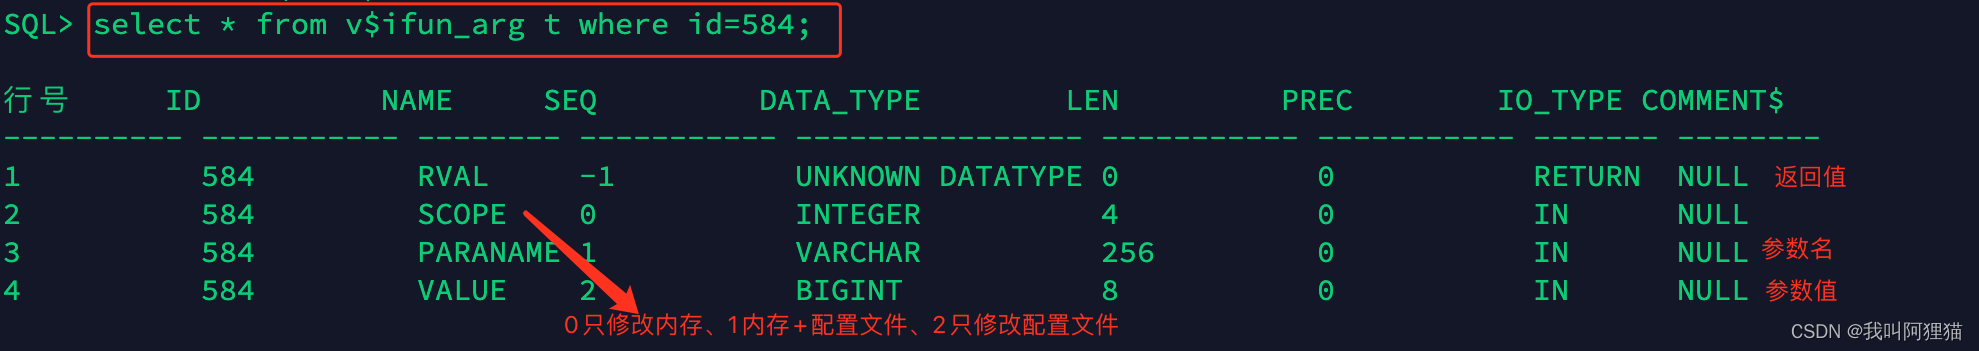 SQL> select * from v$ifun_arg t where id=584;
行号 ID NAME SEQ DATA_TYPE LEN PREC IO_TYPE COMMENT$
---------- ----------- -------- ----------- ---------------- ----------- ----------- ------- --------
1 584 RVAL -1 UNKNOWN DATATYPE 0 0 RETURN NULL 返回值
2 584 SCOPE 0 INTEGER 4 0 IN NULL
3 584 PARANAME 1 VARCHAR 256 0 IN NULL 参数名
4 584 VALUE 2 BIGINT 8 0 IN NULL 参数值
0只修改内存、1内存+配置文件、2只修改配置文件
CSDN @我叫阿狸猫